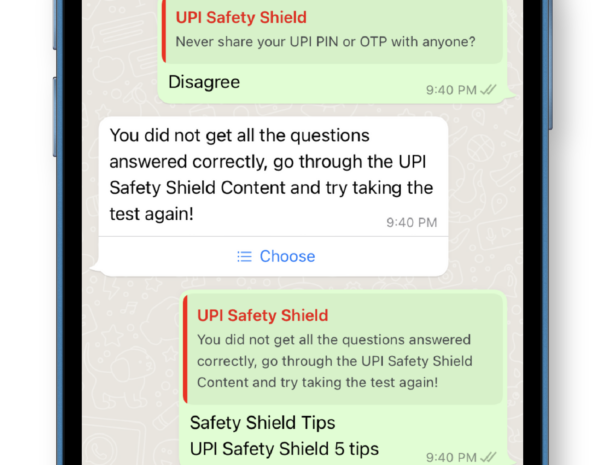 UPI Safety Shield
Never share your UPI PIN or OTP with anyone?
Disagree
9:40 PM
You did not get all the questions
answered correctly, go through the UPI
Safety Shield Content and try taking the
test again!
9:40 PM
Choose
UPI Safety Shield
You did not get all the questions answered
correctly, go through the UPI Safety Shield
Content and try taking the test again!
Safety Shield Tips
UPI Safety Shield 5 tips
9:40 PM